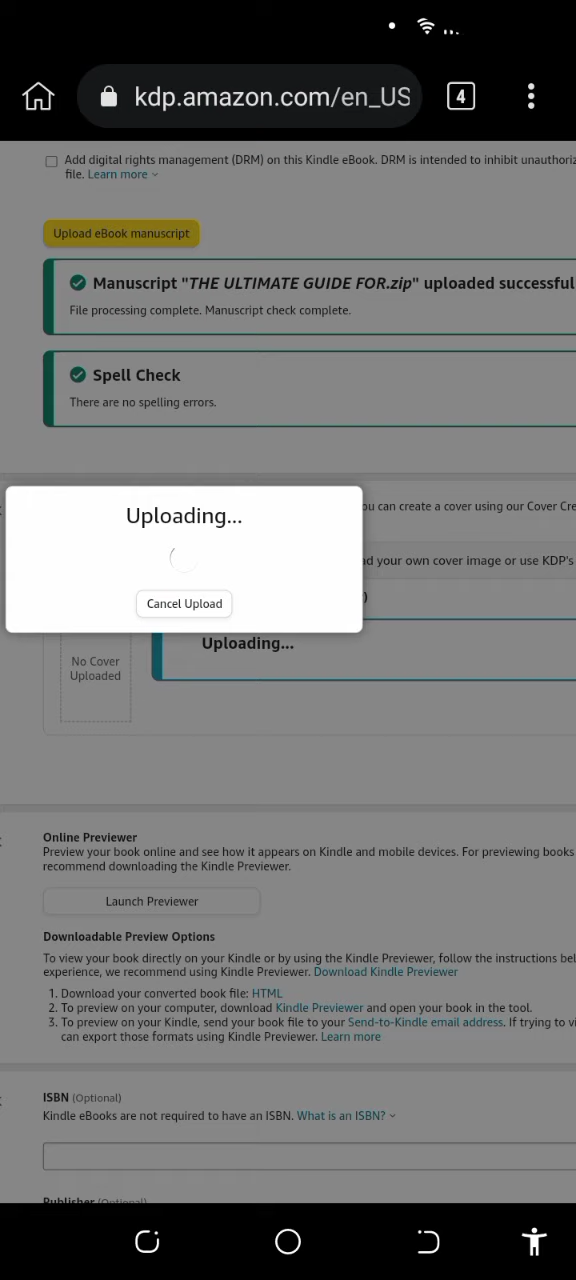 kdp.amazon.com/en_US
4
Add digital rights management (DRM) on this Kindle eBook. DRM is intended to inhibit
file. Learn more
Upload eBook manuscript
Manuscript "THE ULTIMATE GUIDE FOR.zip" uploaded
File processing complete. Manuscript check complete.
Spell Check
There are no spelling errors.
you can create a cover using our Cover
Uploading...
your own cover image or use KDP's
Cancel Upload
Uploading...
No Cover
Uploaded
Online Previewer
Preview your book online and see how it appears on Kindle and mobile devices. For previewing books
recommend downloading the Kindle Previewer.
Launch Previewer
Downloadable Preview Options
To view your book directly on your Kindle or by using the Kindle Previewer, follow the instructions
experience, we recommend using Kindle Previewer. Download Kindle Previewer
1. Download your converted book file: HTML
2. To preview on your computer, download Kindle Previewer and open your book in the tool.
3. To preview on your Kindle, send your book file to your Send-to-Kindle email address. If trying to
can export those formats using Kindle Previewer. Learn more
ISBN (Optional)
Kindle eBooks are not required to have an ISBN. What is an ISBN?
Publisher (Optional)